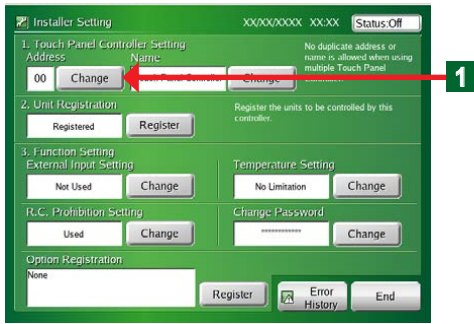 Installer Setting XX/XX/XXXX XX:XX Status:Off
1. Touch Panel Controller Setting
Address Name
No duplicate address or
name is allowed when using
multiple Touch Panel
00 Change Touch Panel Controller Change
1
2. Unit Registration
Register the units to be controlled by this
controller.
Registered Register
3. Function Setting
External Input Setting Temperature Setting
Not Used Change No Limitation Change
R.C. Prohibition Setting Change Password
Used Change ************ Change
Option Registration
None
Register Error
History End